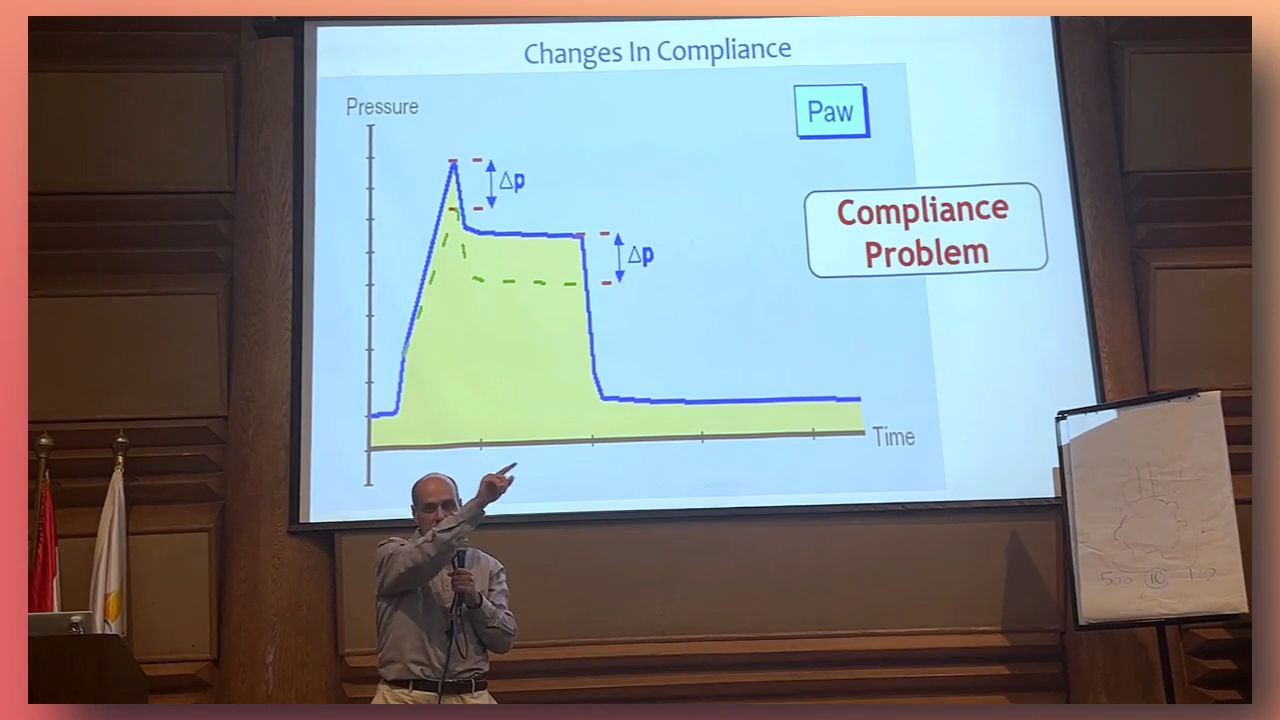 Changes In Compliance
Pressure
Paw
Δp
Compliance
Problem
Δp
Time
500 10